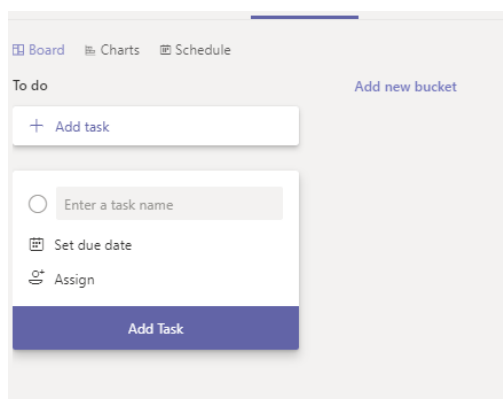 Board Charts Schedule
To do Add new bucket
+ Add task
Enter a task name
Set due date
Assign
Add Task